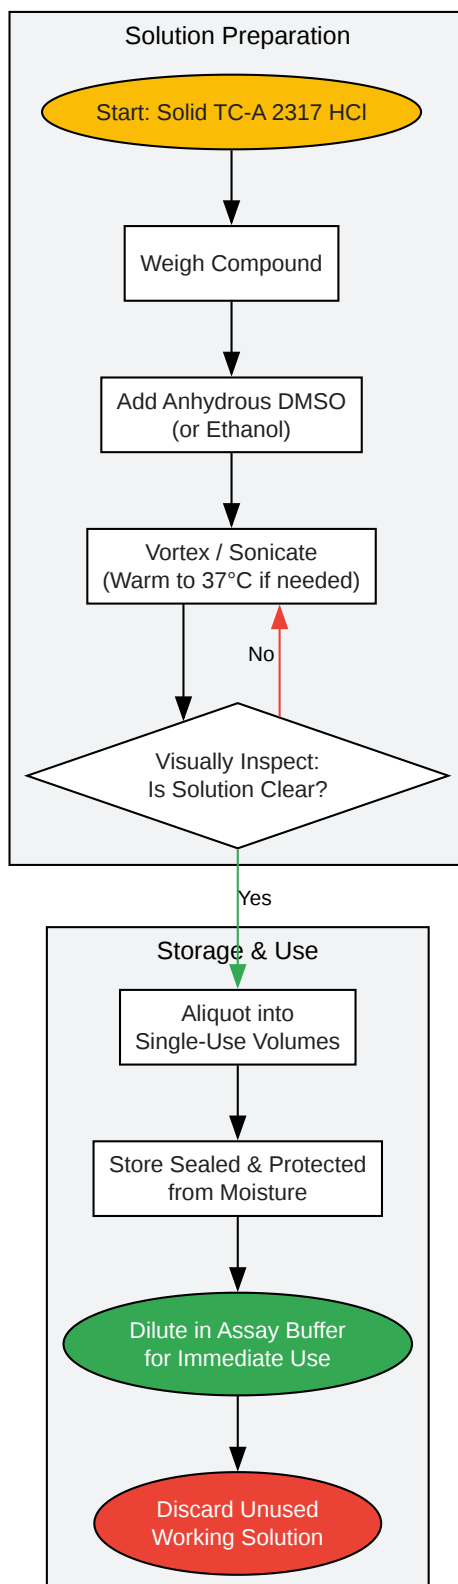 Solution Preparation
Start: Solid TC-A 2317 HCl
Weigh Compound
Add Anhydrous DMSO
(or Ethanol)
Vortex / Sonicate
(Warm to 37°C if needed)
No
Visually Inspect:
Is Solution Clear?
Yes
Storage & Use
Aliquot into
Single-Use Volumes
Store Sealed & Protected
from Moisture
Dilute in Assay Buffer
for Immediate Use
Discard Unused
Working Solution